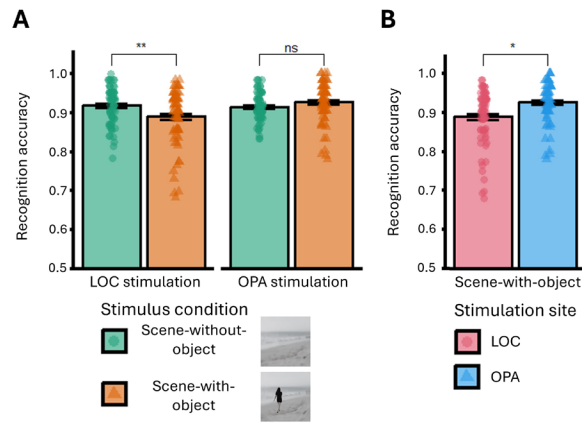 A
B
**
ns
*
Recognition accuracy
1.0
0.9
0.8
0.7
0.6
0.5
LOC stimulation
OPA stimulation
Recognition accuracy
1.0
0.9
0.8
0.7
0.6
0.5
Scene-with-object
Stimulus condition
Scene-without-
object
Scene-with-
object
Stimulation site
LOC
OPA